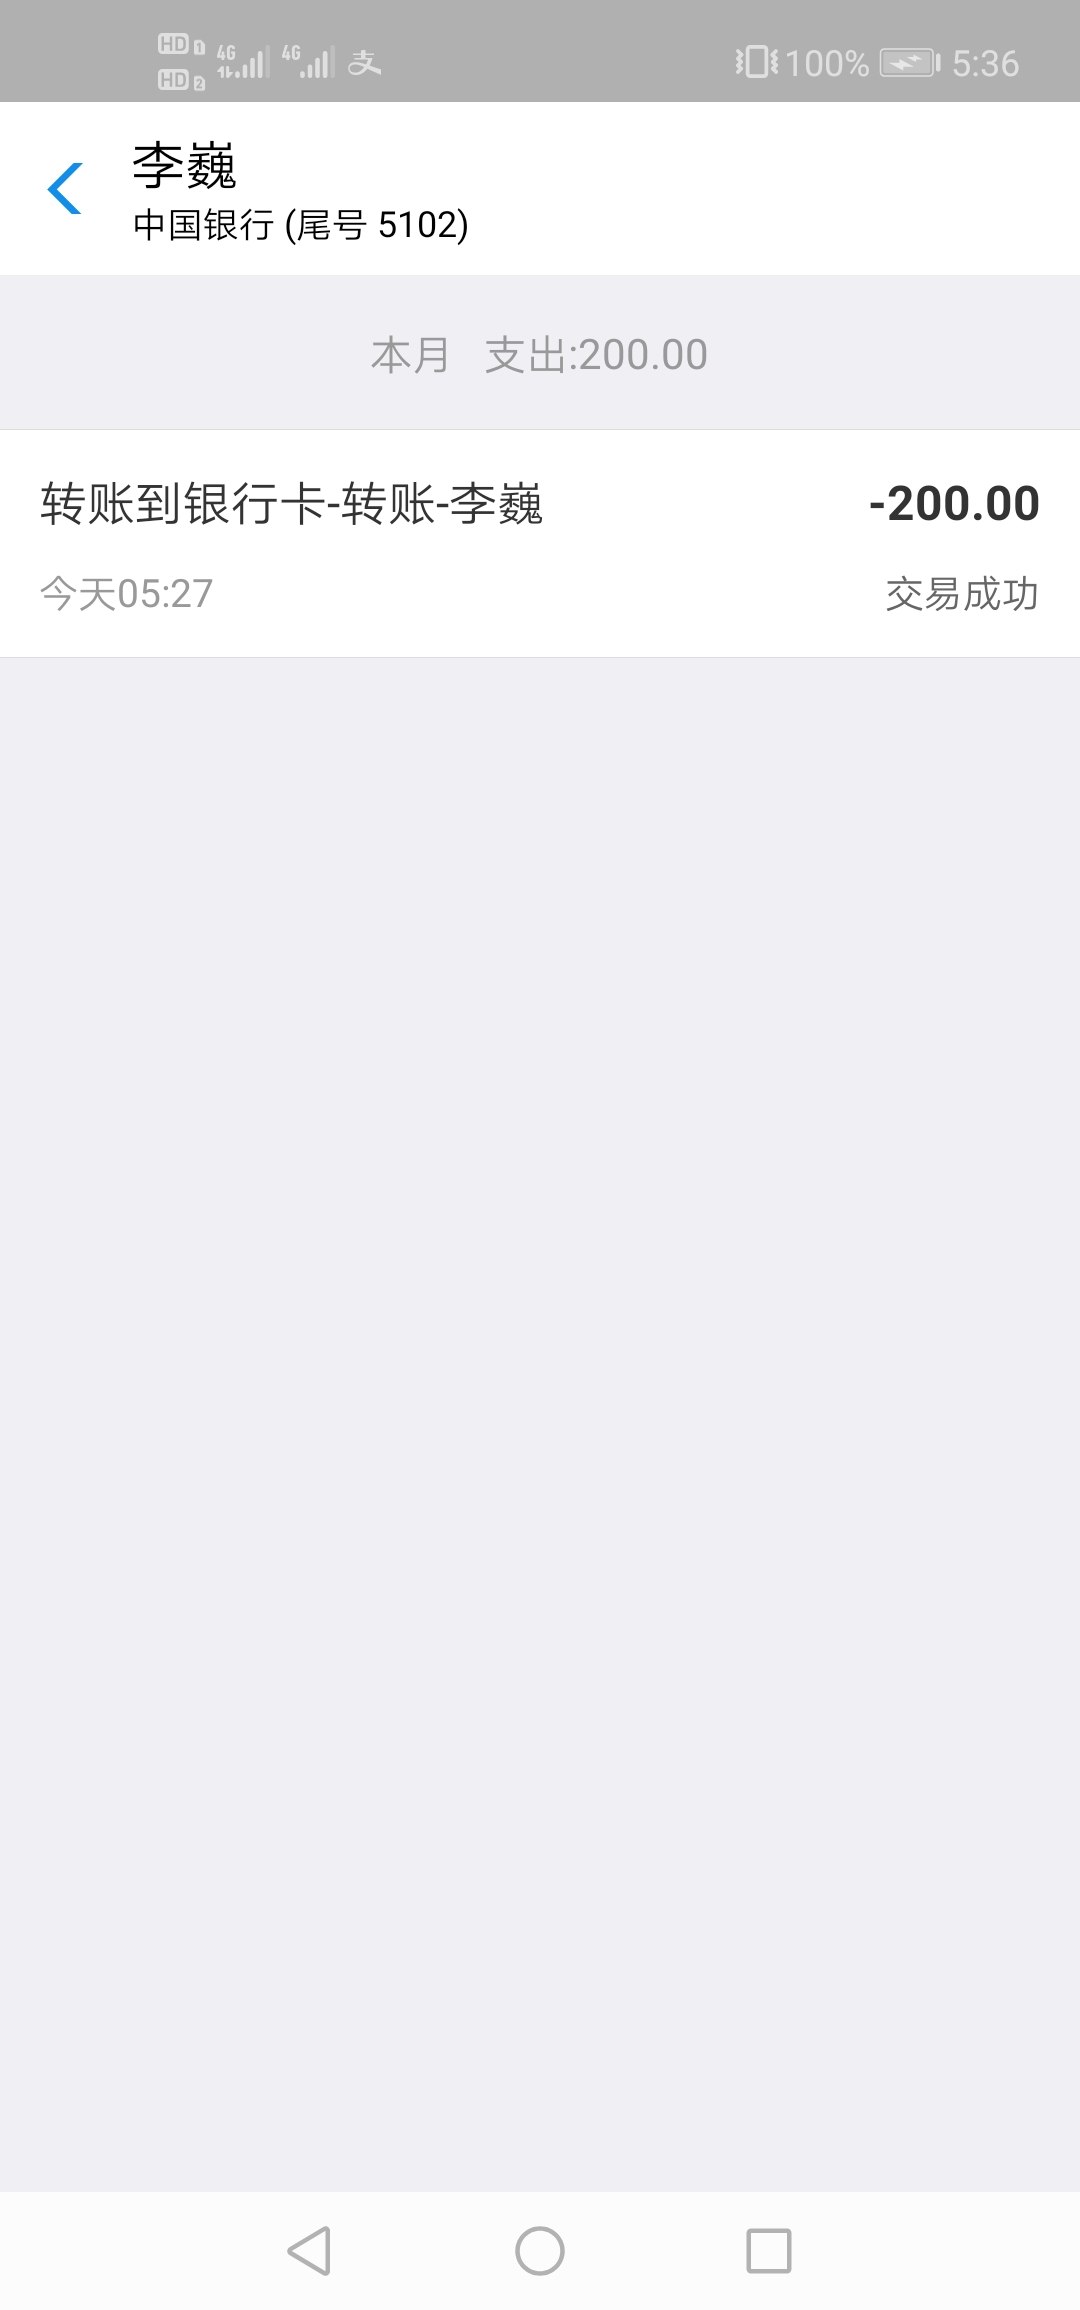 HD 1 4G 4G 支 100% 5:36
HD 2
李巍
中国银行 (尾号 5102)
本月 支出:200.00
转账到银行卡-转账-李巍 -200.00
今天05:27 交易成功